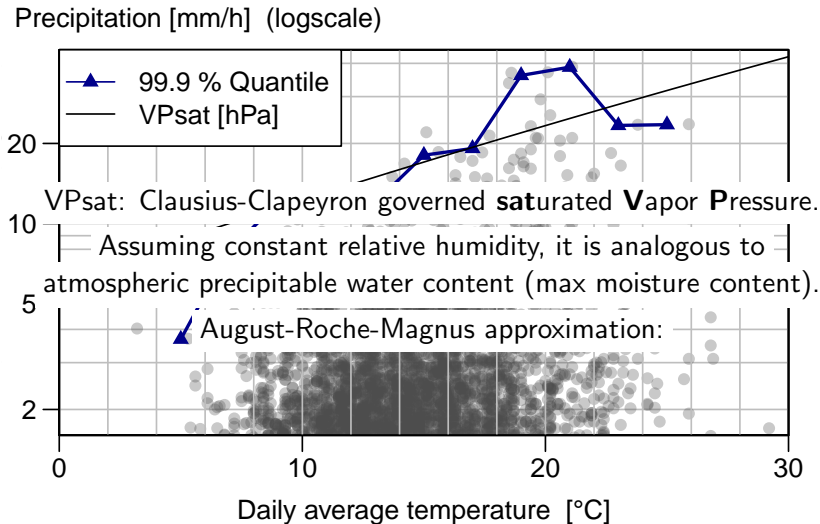 Precipitation [mm/h]  (logscale)
99.9 % Quantile
VPsat [hPa]
20
VPsat: Clausius-Clapeyron governed saturated Vapor Pressure.
10
Assuming constant relative humidity, it is analogous to
atmospheric precipitable water content (max moisture content).
5
August-Roche-Magnus approximation:
2
0 10 20 30
Daily average temperature  [°C]